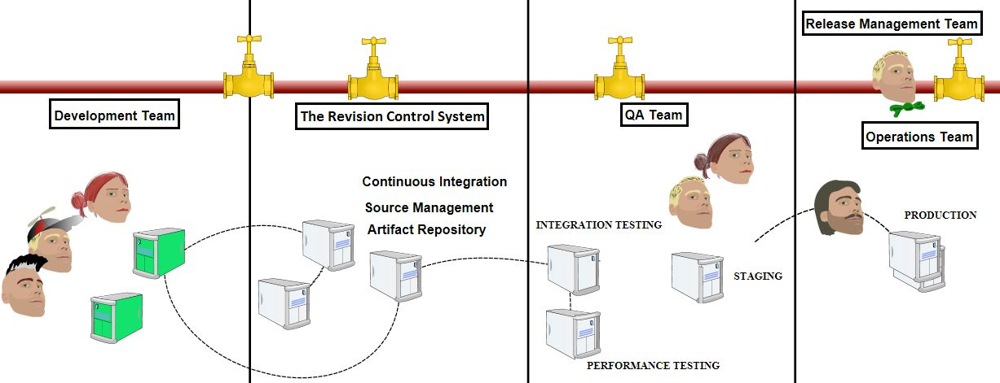 Release Management Team
Development Team
The Revision Control System
QA Team
Operations Team
Continuous Integration
Source Management
Artifact Repository
INTEGRATION TESTING
PRODUCTION
STAGING
PERFORMANCE TESTING